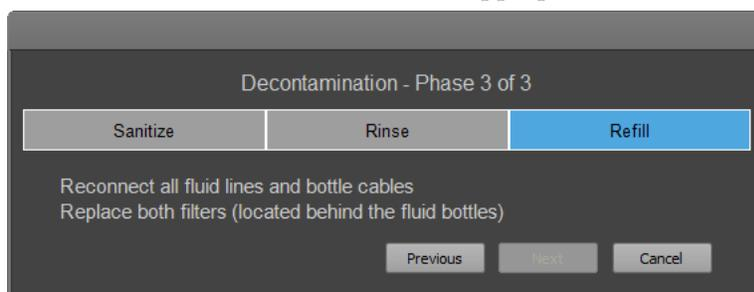 Decontamination - Phase 3 of 3
Sanitize Rinse Refill
Reconnect all fluid lines and bottle cables
Replace both filters (located behind the fluid bottles)
Previous Next Cancel